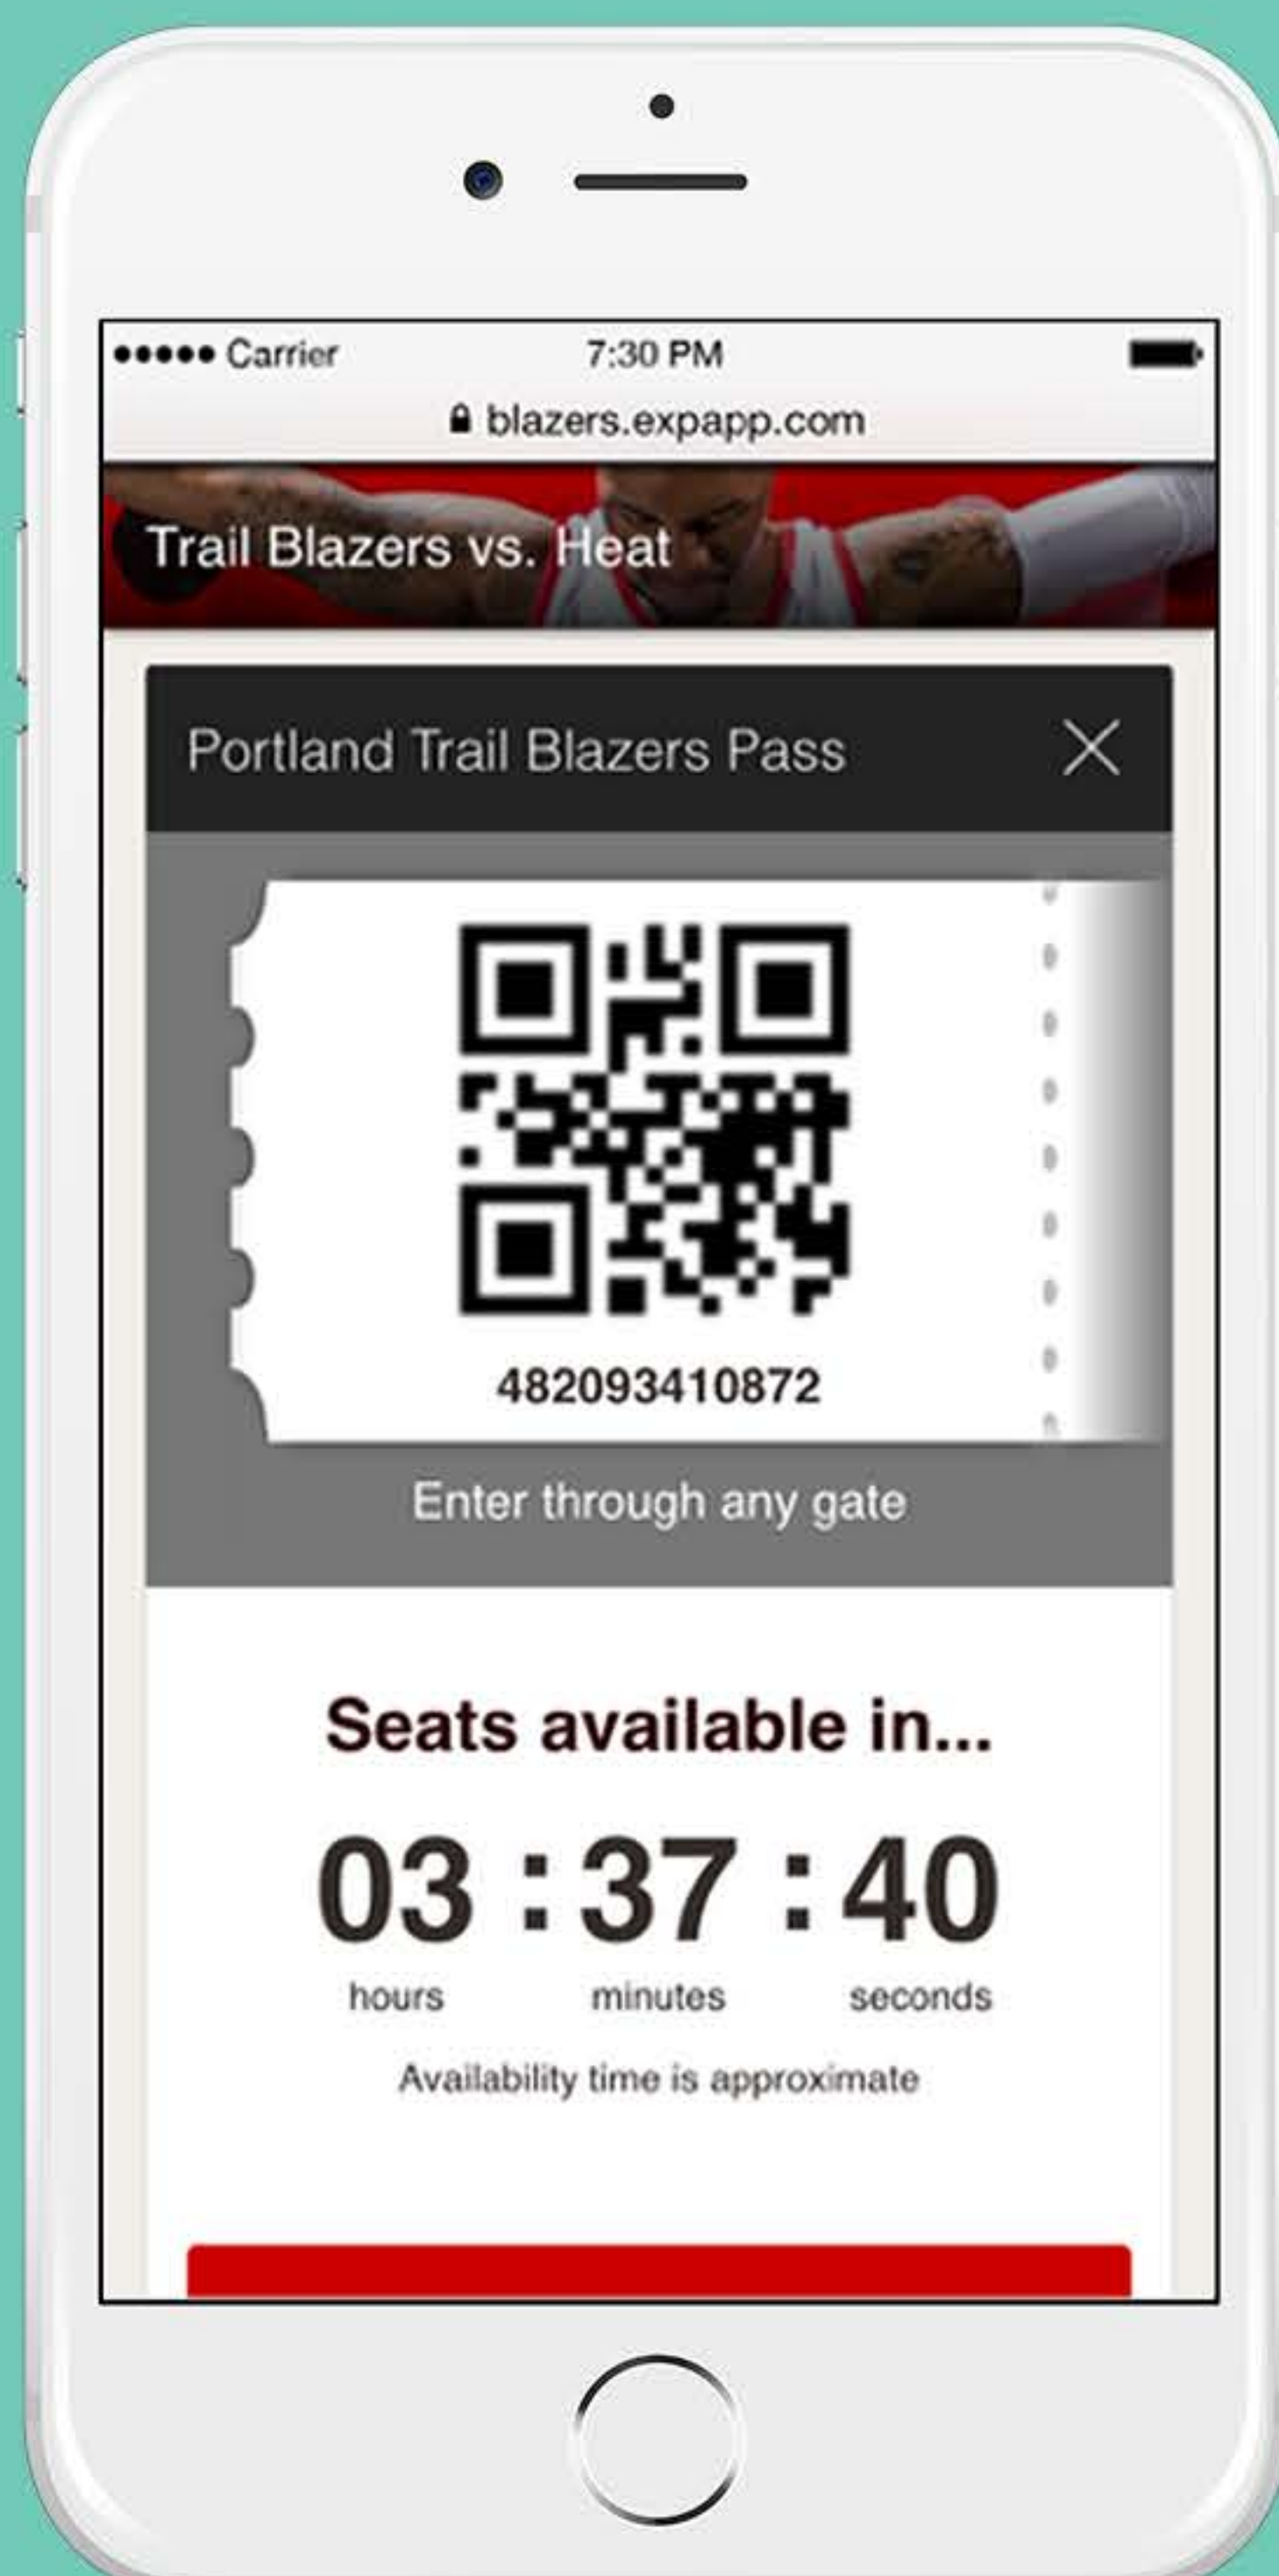 Carrier 7:30 PM
blazers.expapp.com
Trail Blazers vs. Heat
Portland Trail Blazers Pass
482093410872
Enter through any gate
Seats available in...
03 : 37 : 40
hours minutes seconds
Availability time is approximate